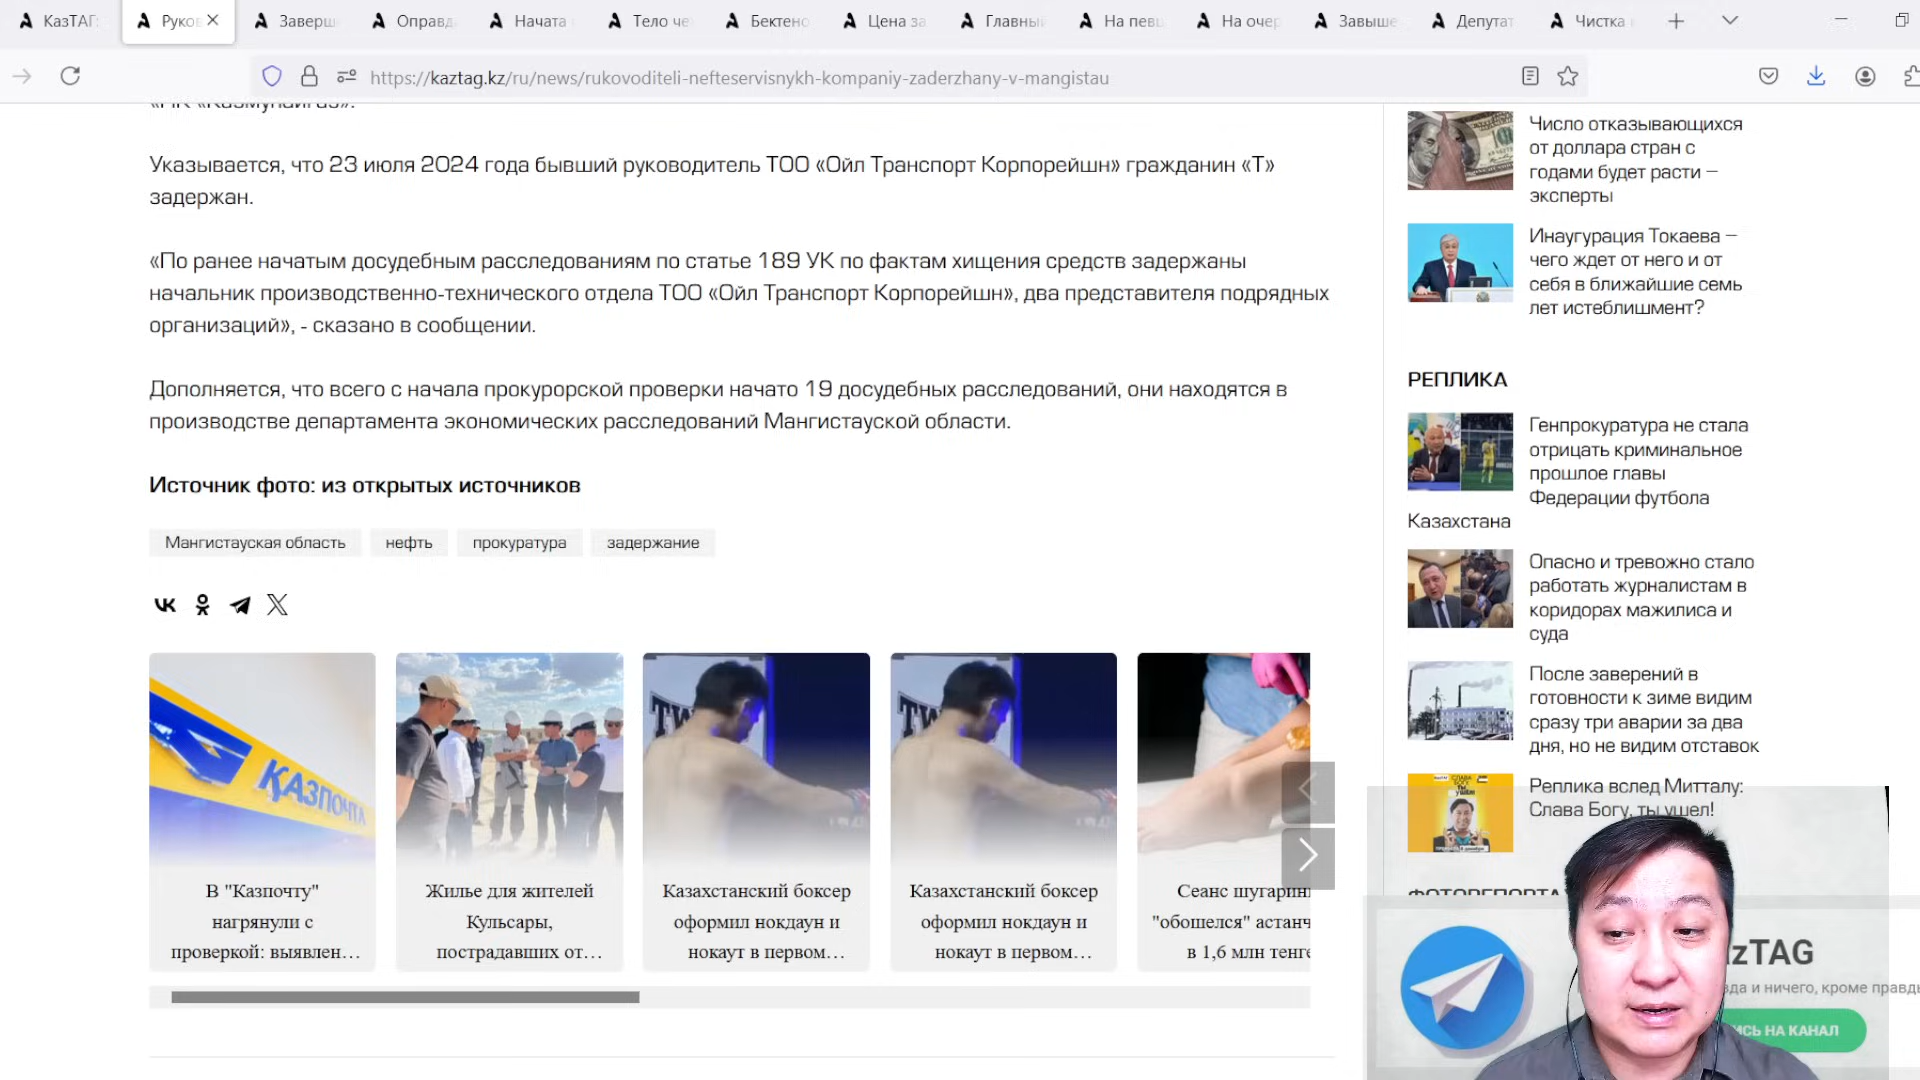 КазТАГ
Руков
Заверш
Оправд
Начата
Тело че
Бектено
Цена за
Главный
На певц
На очер
Завыше
Депутат
Чистка
https://kaztag.kz/ru/news/rukovoditeli-nefteservisnykh-kompaniy-zaderzhany-v-mangistau
Указывается, что 23 июля 2024 года бывший руководитель ТОО «Ойл Транспорт Корпорейшн» гражданин «Т»
задержан.
«По ранее начатым досудебным расследованиям по статье 189 УК по фактам хищения средств задержаны
начальник производственно-технического отдела ТОО «Ойл Транспорт Корпорейшн», два представителя подрядных
организаций», - сказано в сообщении.
Дополняется, что всего с начала прокурорской проверки начато 19 досудебных расследований, они находятся в
производстве департамента экономических расследований Мангистауской области.
Источник фото: из открытых источников
Мангистауская область
нефть
прокуратура
задержание
ҚАЗПОЧТА
В "Казпочту"
нагрянули с
проверкой: выявлен…
Жилье для жителей
Кульсары,
пострадавших от…
Казахстанский боксер
оформил нокдаун и
нокаут в первом…
Казахстанский боксер
оформил нокдаун и
нокаут в первом…
Сеанс шугарин
"обошелся" астанч
в 1,6 млн тенге
Число отказывающихся
от доллара стран с
годами будет расти –
эксперты
Инаугурация Токаева –
чего ждет от него и от
себя в ближайшие семь
лет истеблишмент?
РЕПЛИКА
Генпрокуратура не стала
отрицать криминальное
прошлое главы
Федерации футбола
Казахстана
Опасно и тревожно стало
работать журналистам в
коридорах мажилиса и
суда
После заверений в
готовности к зиме видим
сразу три аварии за два
дня, но не видим отставок
Реплика вслед Митталу:
Слава Богу, ты ушел!
zTAG
да и ничего, кроме правды
ИСЬ НА КАНАЛ